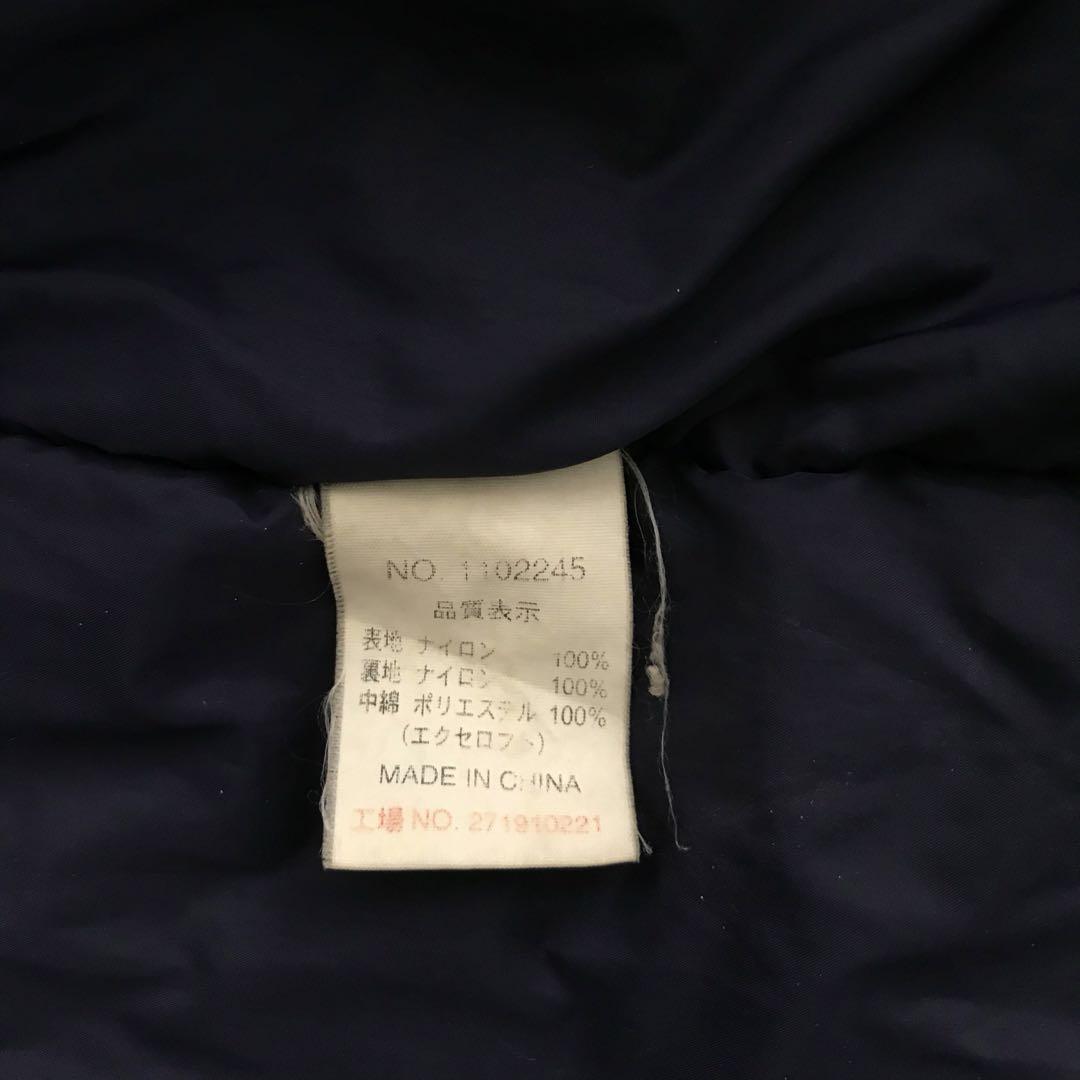 NO. 1102245
品質表示
表地 ナイロン 100%
裏地 ナイロン 100%
中綿 ポリエステル 100%
(エクセロフト)
MADE IN CHINA
工場 NO. 271910221